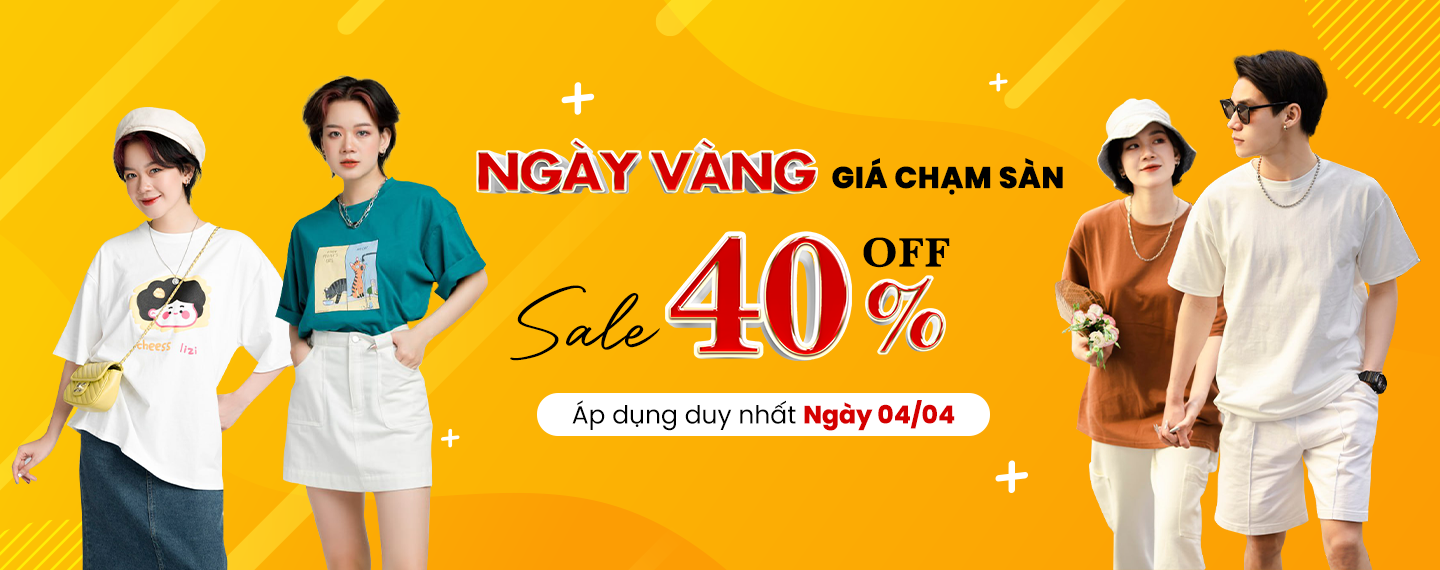 NGÀY VÀNG GIÁ CHẠM SÀN
Sale 40% OFF
Áp dụng duy nhất Ngày 04/04
cheess lizi